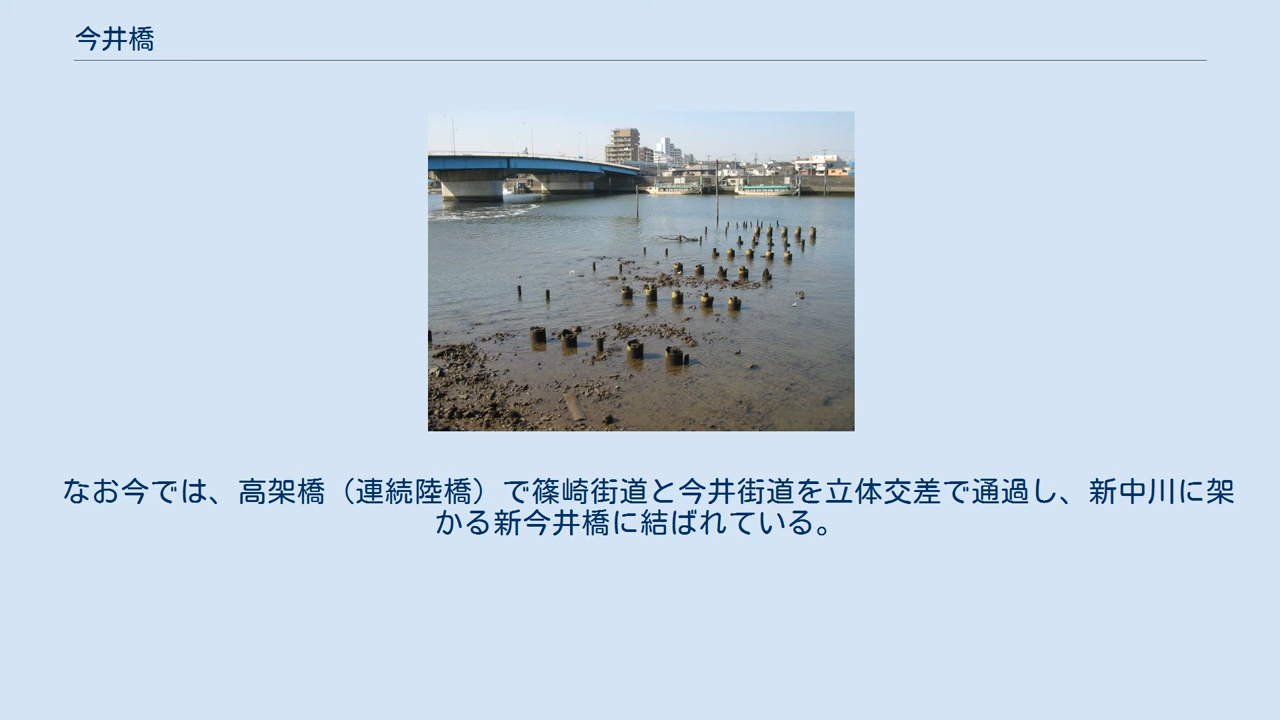 今井橋
なお今では、高架橋（連続陸橋）で篠崎街道と今井街道を立体交差で通過し、新中川に架
かる新今井橋に結ばれている。